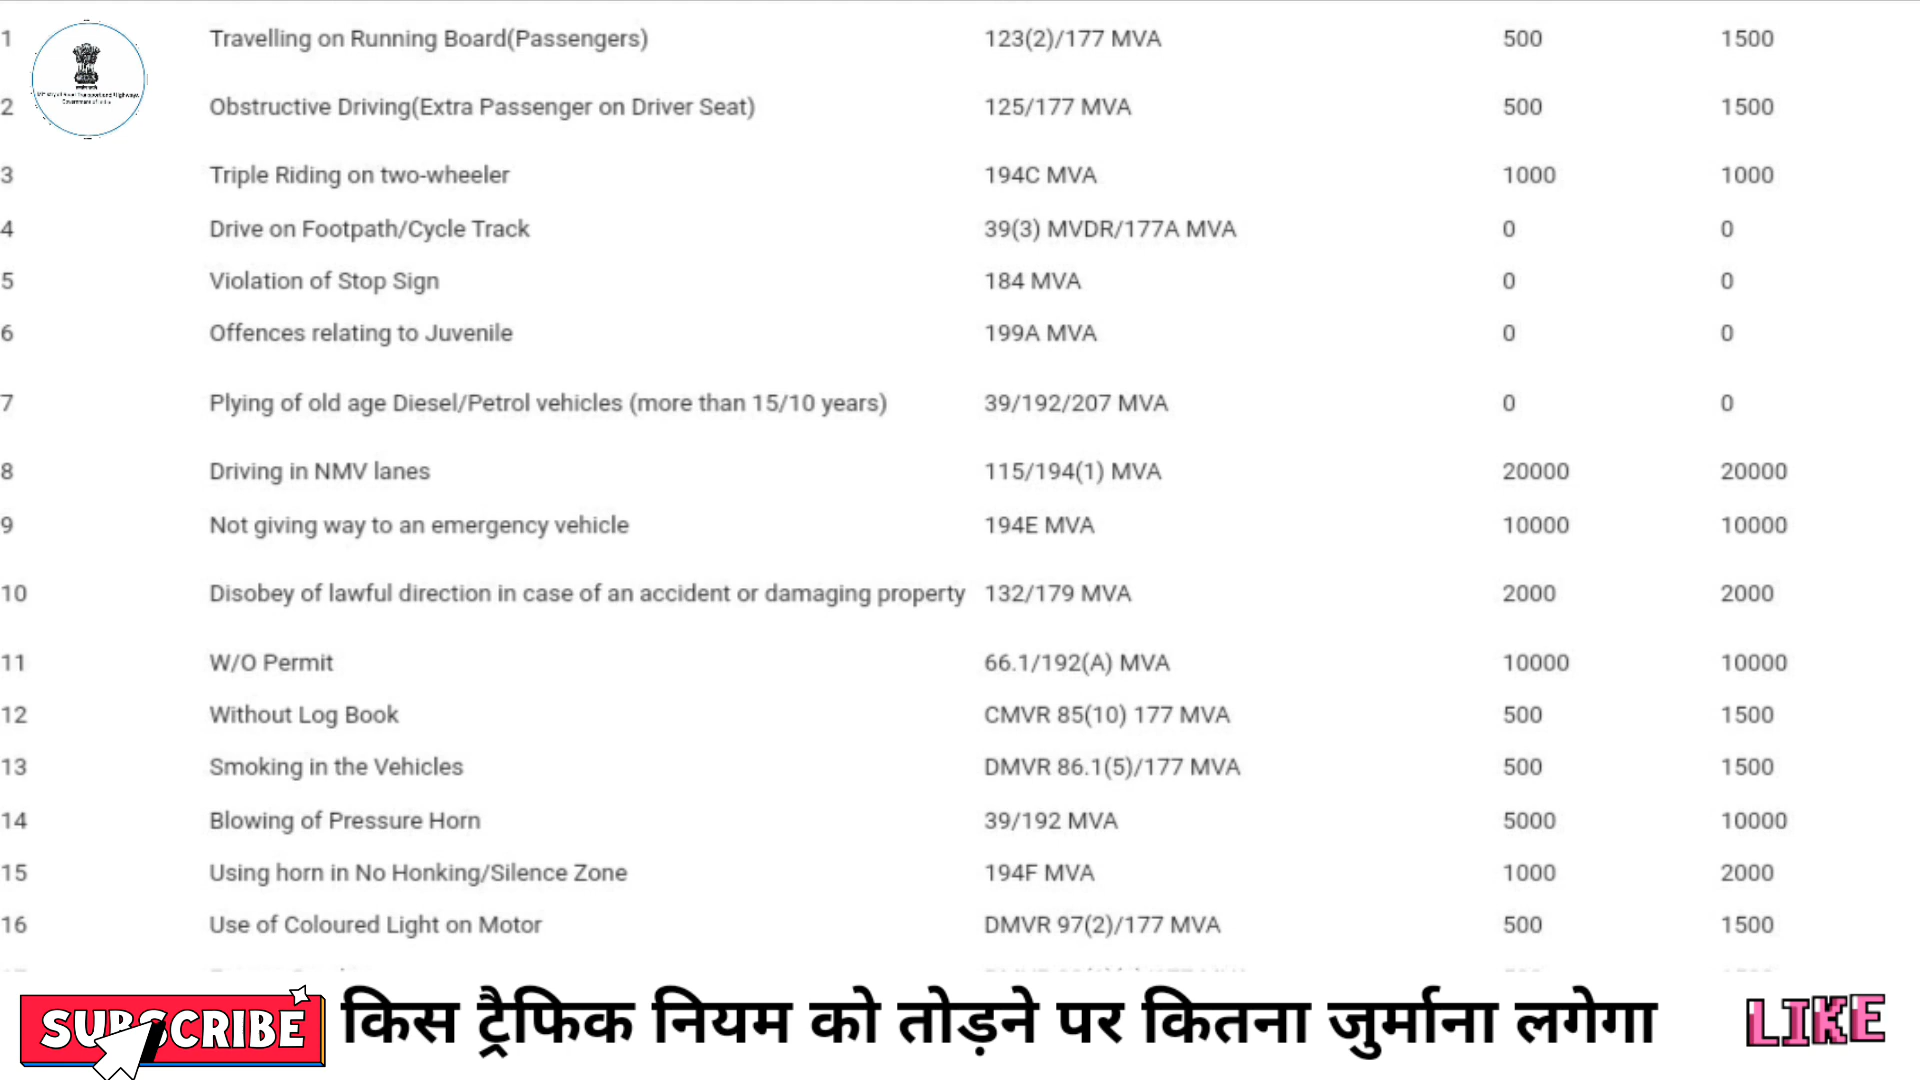 1 Travelling on Running Board(Passengers) 123(2)/177 MVA 500 1500
Government of India
2 Obstructive Driving(Extra Passenger on Driver Seat) 125/177 MVA 500 1500
3 Triple Riding on two-wheeler 194C MVA 1000 1000
4 Drive on Footpath/Cycle Track 39(3) MVDR/177A MVA 0 0
5 Violation of Stop Sign 184 MVA 0 0
6 Offences relating to Juvenile 199A MVA 0 0
7 Plying of old age Diesel/Petrol vehicles (more than 15/10 years) 39/192/207 MVA 0 0
8 Driving in NMV lanes 115/194(1) MVA 20000 20000
9 Not giving way to an emergency vehicle 194E MVA 10000 10000
10 Disobey of lawful direction in case of an accident or damaging property 132/179 MVA 2000 2000
11 W/O Permit 66.1/192(A) MVA 10000 10000
12 Without Log Book CMVR 85(10) 177 MVA 500 1500
13 Smoking in the Vehicles DMVR 86.1(5)/177 MVA 500 1500
14 Blowing of Pressure Horn 39/192 MVA 5000 10000
15 Using horn in No Honking/Silence Zone 194F MVA 1000 2000
16 Use of Coloured Light on Motor DMVR 97(2)/177 MVA 500 1500
SUBSCRIBE किस ट्रैफिक नियम को तोड़ने पर कितना जुर्माना लगेगा LIKE